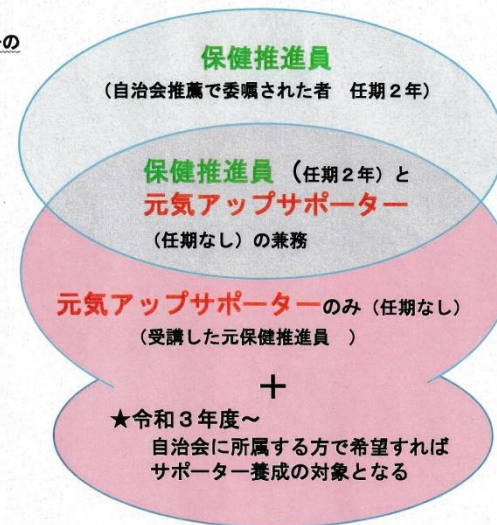 の
保健推進員
（自治会推薦で委嘱された者　任期２年）
保健推進員（任期２年）と
元気アップサポーター
（任期なし）の兼務
元気アップサポーターのみ（任期なし）
（受講した元保健推進員　）
＋
★令和３年度～
自治会に所属する方で希望すれば
サポーター養成の対象となる